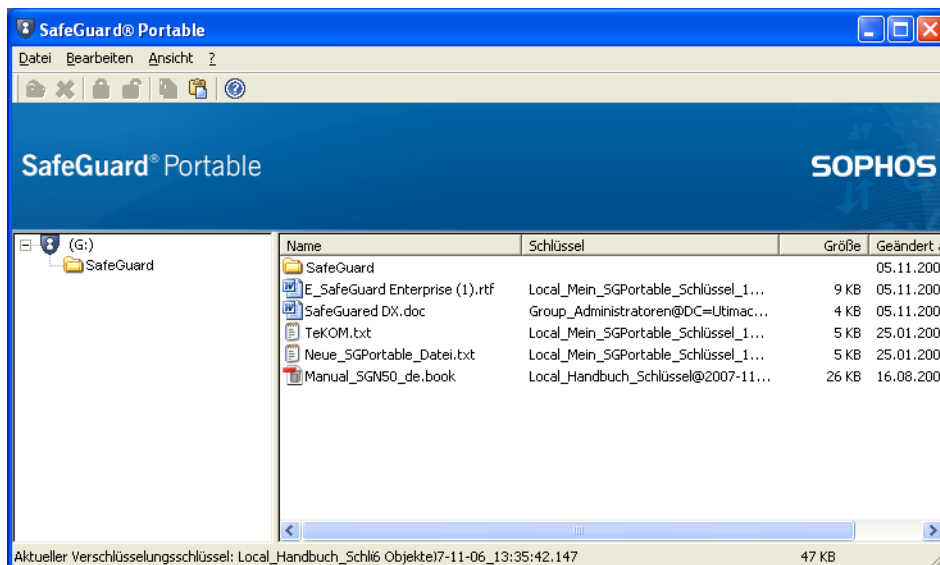 SafeGuard® Portable
Datei Bearbeiten Ansicht ?
SafeGuard® Portable
SOPHOS
(G:)
SafeGuard
Name Schlüssel Größe Geändert
SafeGuard 05.11.200
E_SafeGuard Enterprise (1).rtf Local_Mein_SGPortable_Schlüssel_1... 9 KB 05.11.200
SafeGuared DX.doc Group_Administratoren@DC=Utimac... 4 KB 05.11.200
TeKOM.txt Local_Mein_SGPortable_Schlüssel_1... 5 KB 25.01.200
Neue_SGPortable_Datei.txt Local_Mein_SGPortable_Schlüssel_1... 5 KB 25.01.200
Manual_SGN50_de.book Local_Handbuch_Schlüssel@2007-11... 26 KB 16.08.200
Aktueller Verschlüsselungsschlüssel: Local_Handbuch_Schl 6 Objekte)7-11-06_13:35:42.147 47 KB